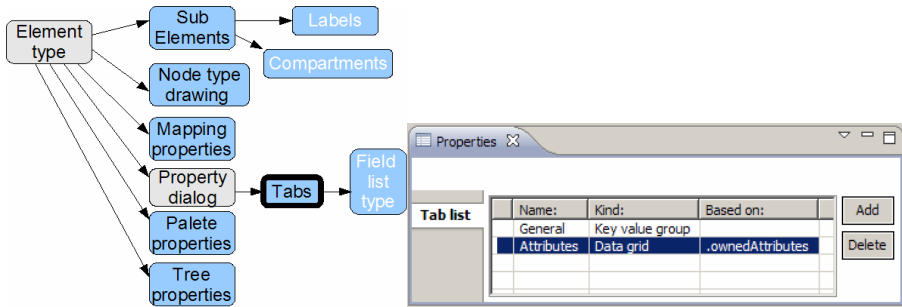 Element
type
Sub
Elements
Labels
Compartments
Node type
drawing
Mapping
properties
Property
dialog
Tabs
Field
list
type
Palete
properties
Tree
properties
Properties
Tab list
Name: Kind: Based on:
General Key value group
Attributes Data grid .ownedAttributes
Add
Delete